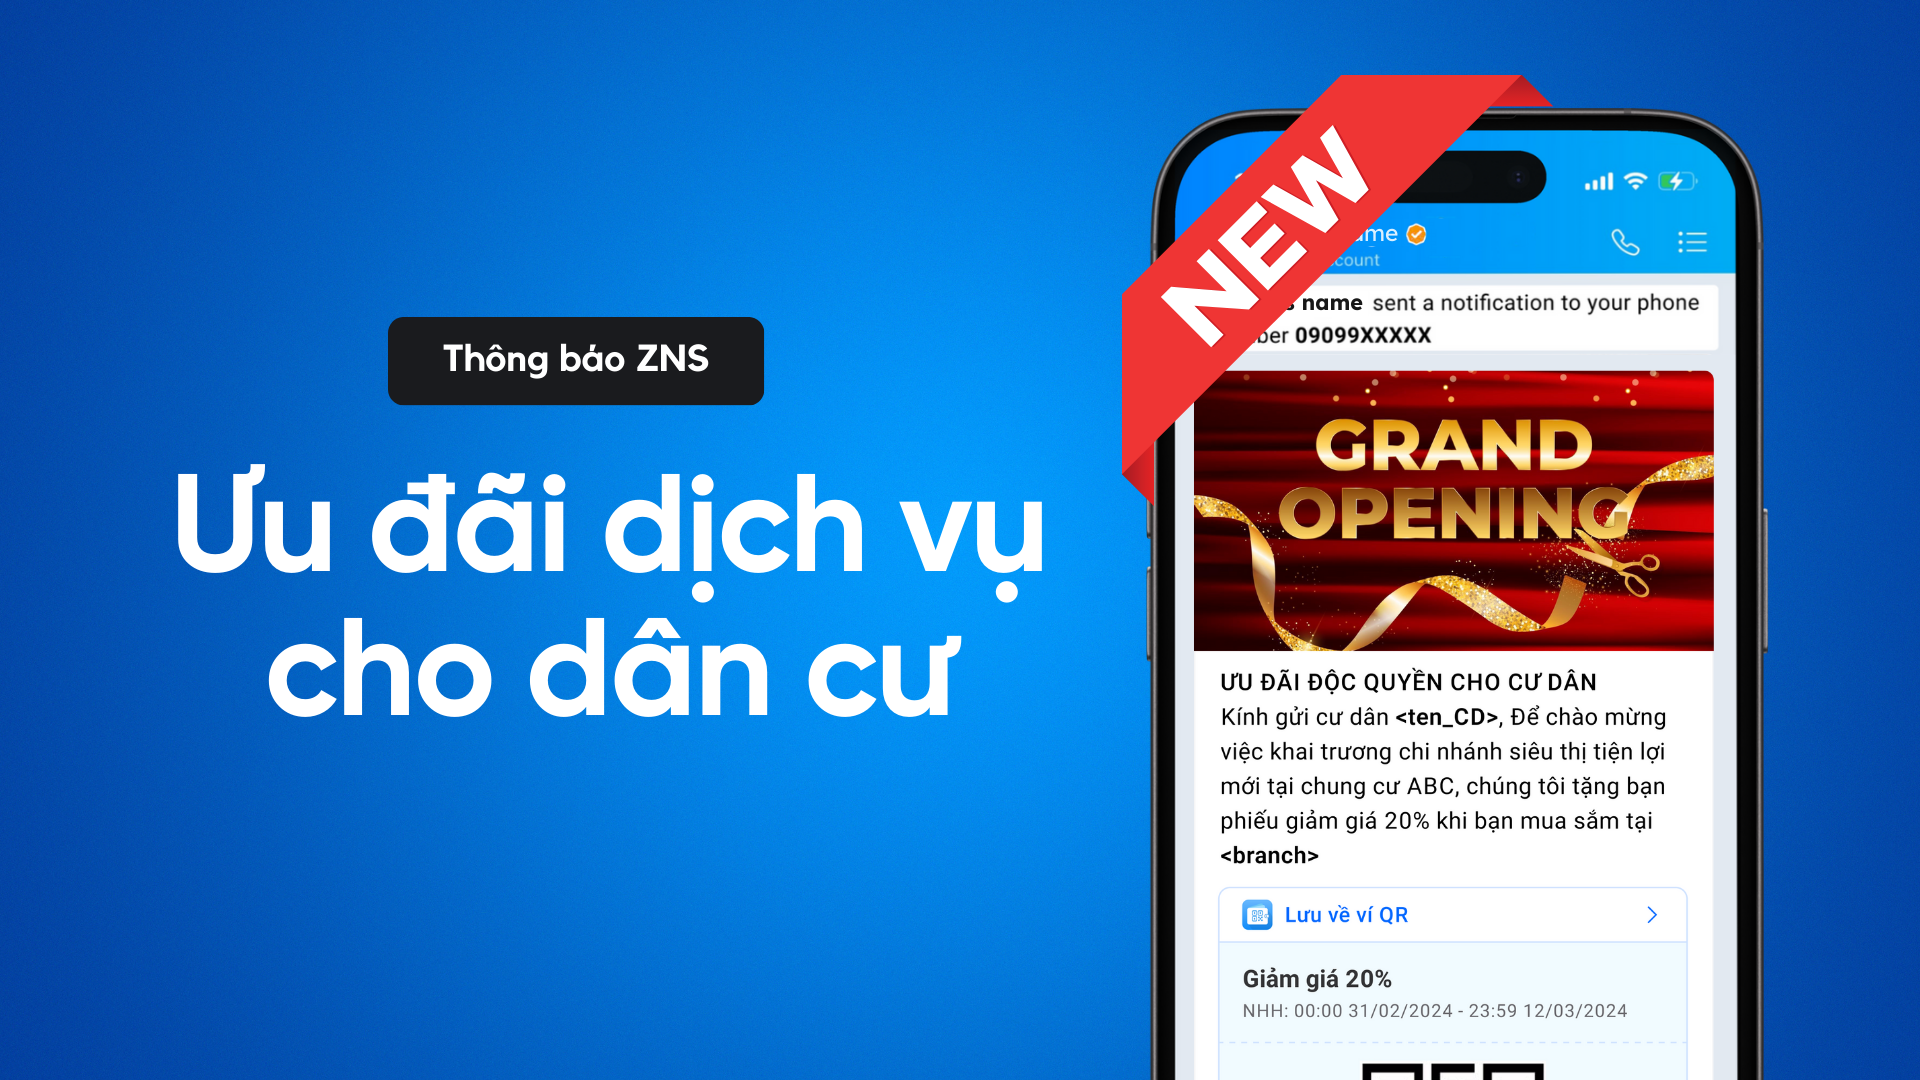 Thông báo ZNS
Ưu đãi dịch vụ
cho dân cư
NEW
name sent a notification to your phone
09099XXXXX
GRAND
OPENING
ƯU ĐÃI ĐỘC QUYỀN CHO CƯ DÂN
Kính gửi cư dân <ten_CD>, Để chào mừng
việc khai trương chi nhánh siêu thị tiện lợi
mới tại chung cư ABC, chúng tôi tặng bạn
phiếu giảm giá 20% khi bạn mua sắm tại
<branch>
Lưu về ví QR
Giảm giá 20%
NHH: 00:00 31/02/2024 - 23:59 12/03/2024